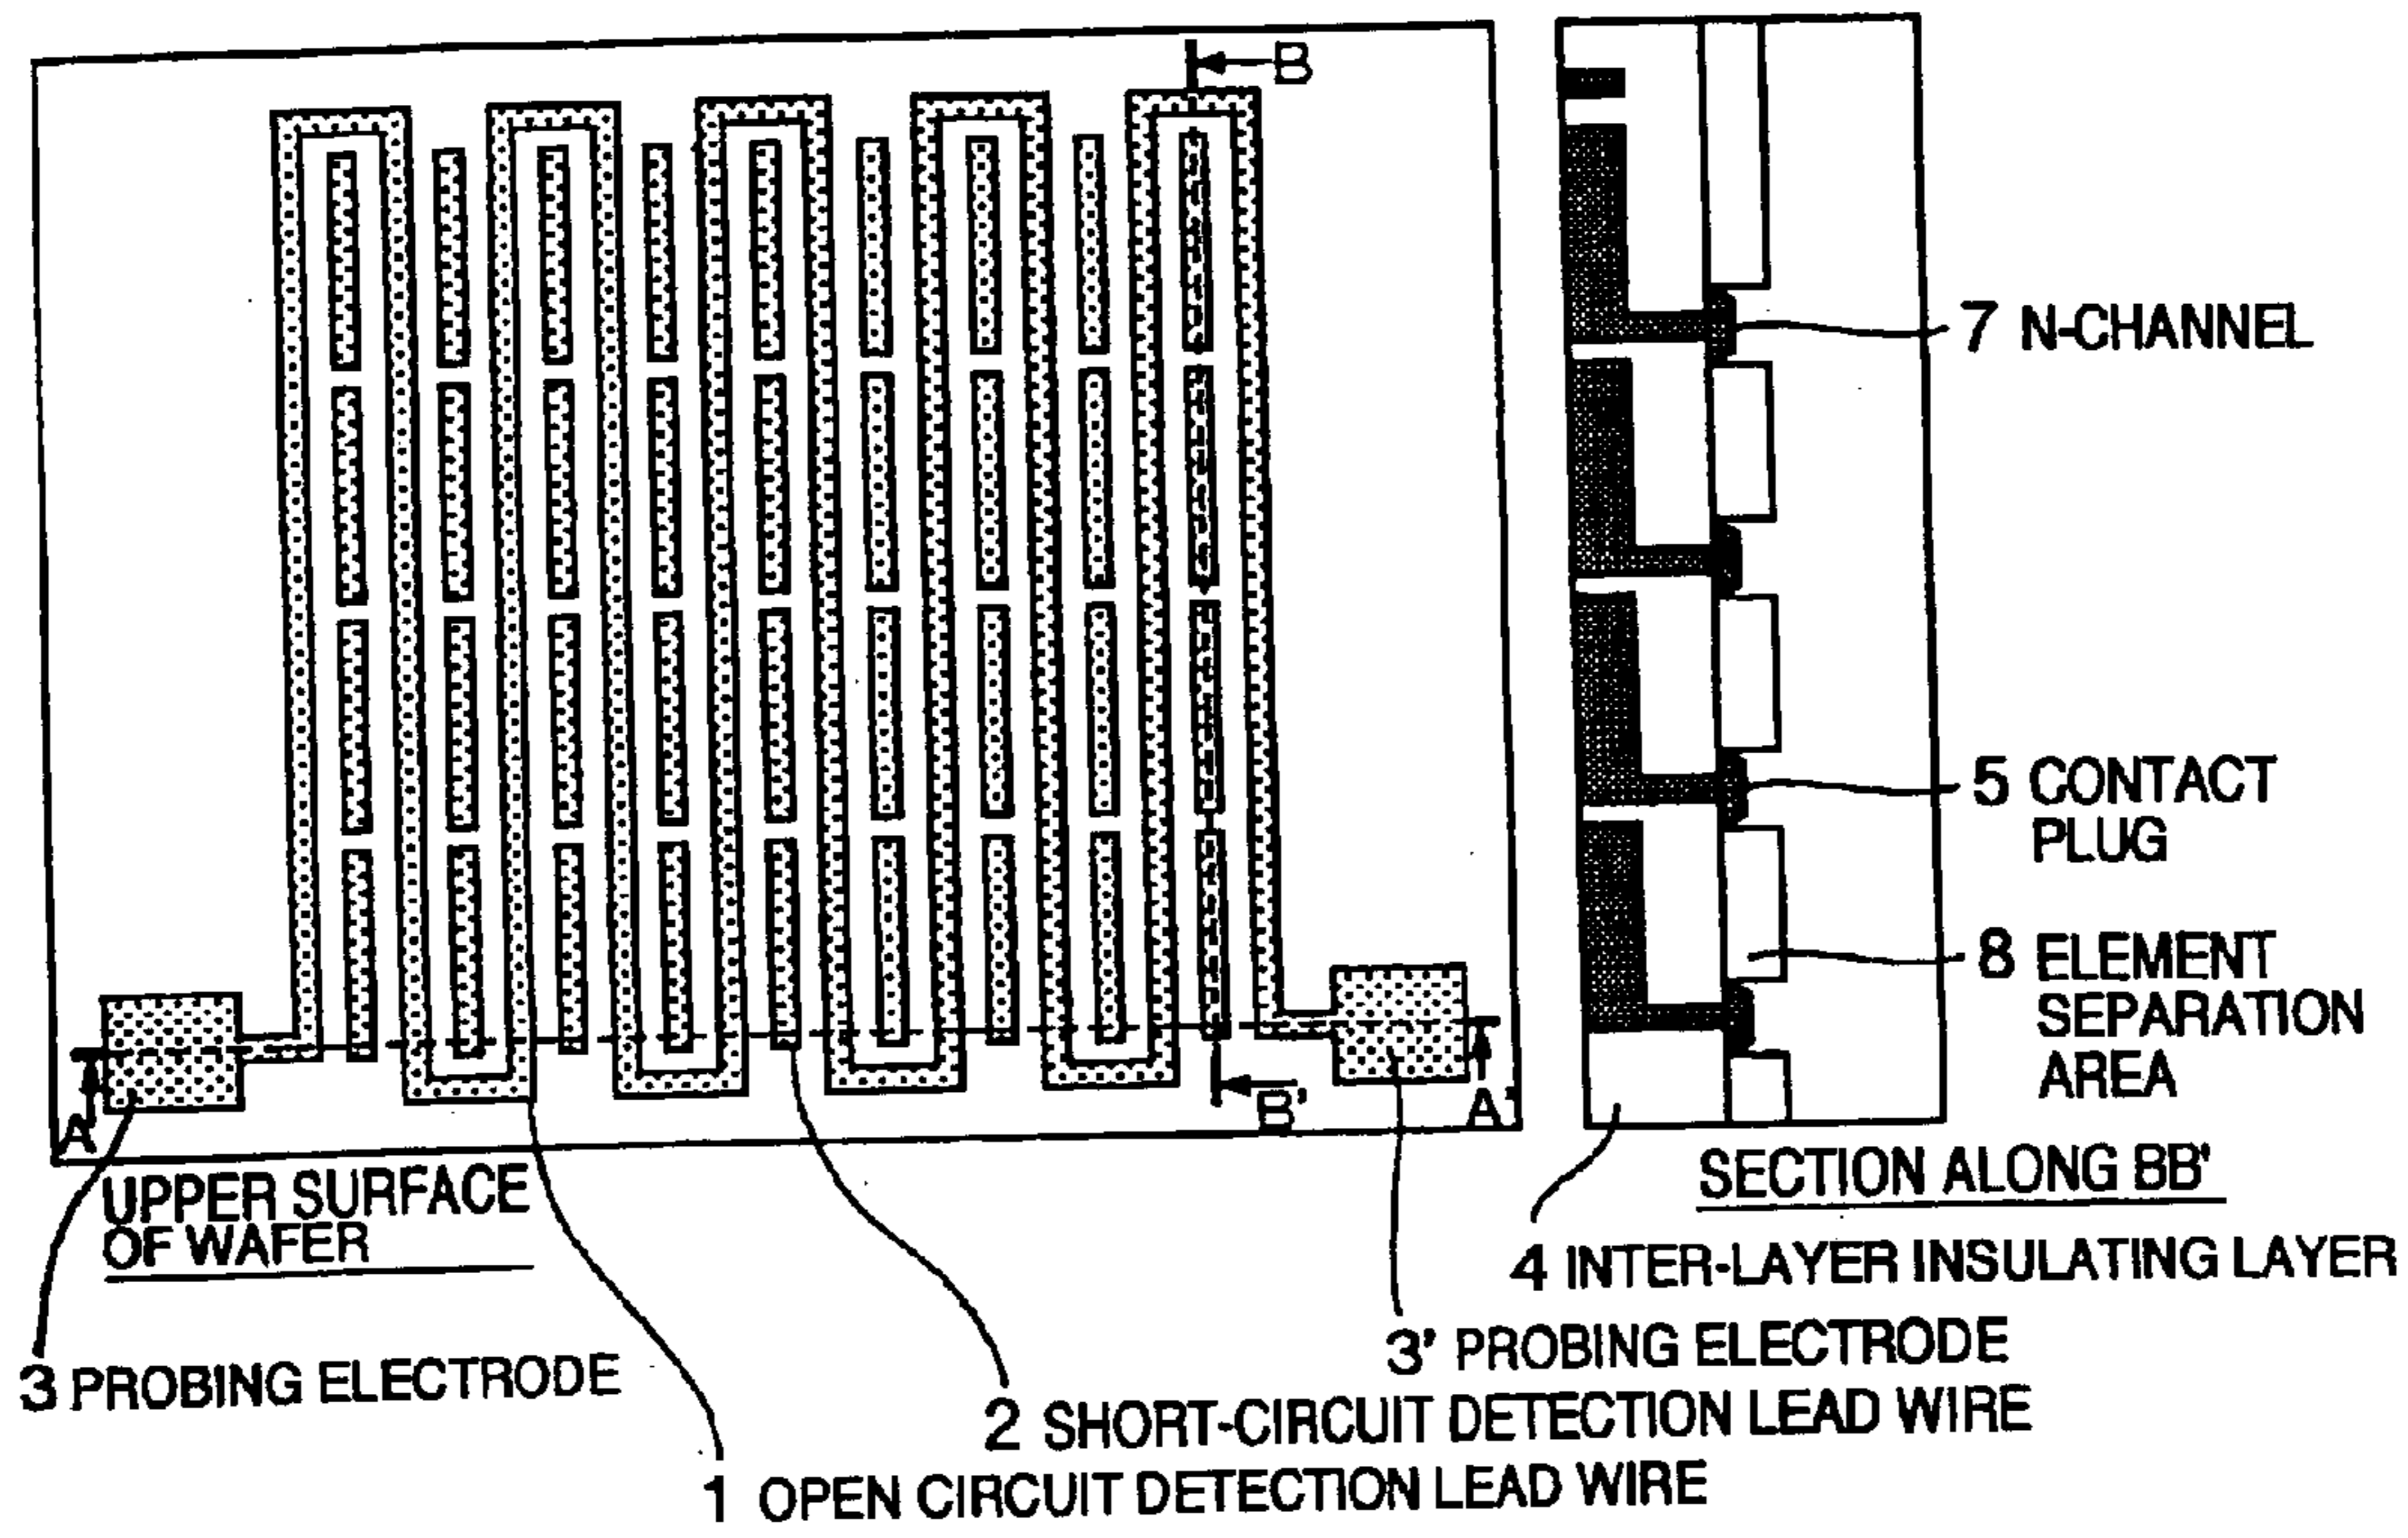 B
7 N-CHANNEL
5 CONTACT
PLUG
8 ELEMENT
SEPARATION
AREA
A
B'
A'
UPPER SURFACE
OF WAFER
SECTION ALONG BB'
4 INTER-LAYER INSULATING LAYER
3' PROBING ELECTRODE
3 PROBING ELECTRODE
2 SHORT-CIRCUIT DETECTION LEAD WIRE
1 OPEN CIRCUIT DETECTION LEAD WIRE